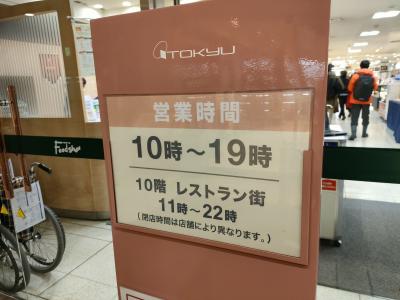 TOKYU
営業時間
10時～19時
10階 レストラン街
11時～22時
(閉店時間は店舗により異なります。)
Foodshow